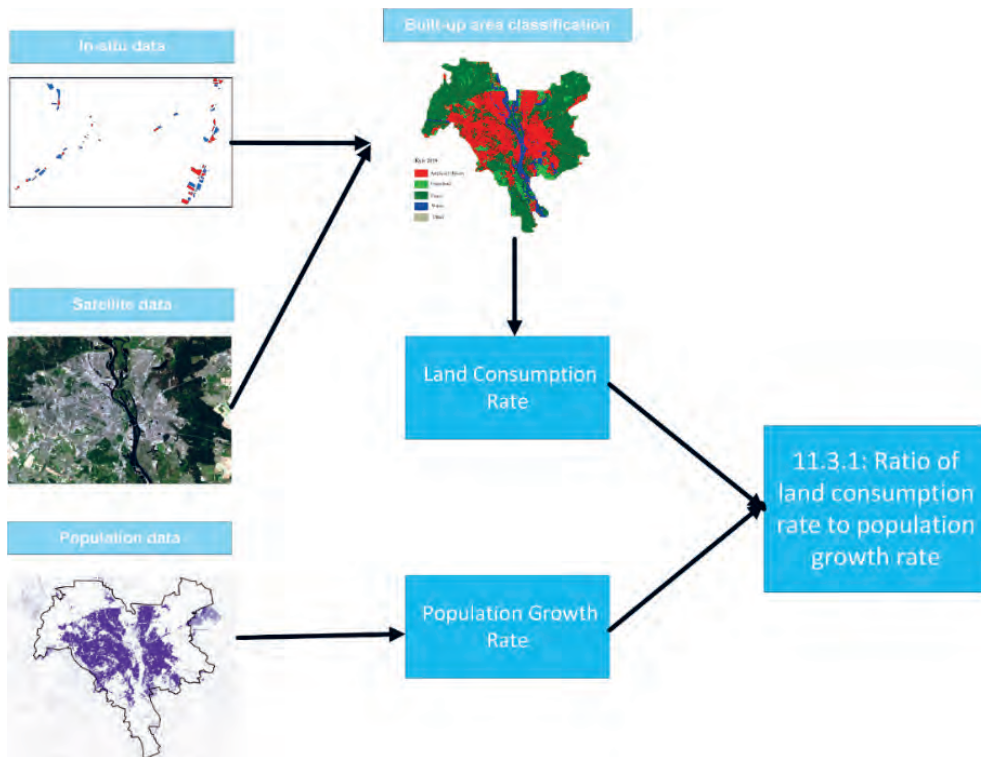 In-situ data
Built-up area classification
Water
Satellite data
Land Consumption
Rate
11.3.1: Ratio of
land consumption
rate to population
growth rate
Population data
Population Growth
Rate